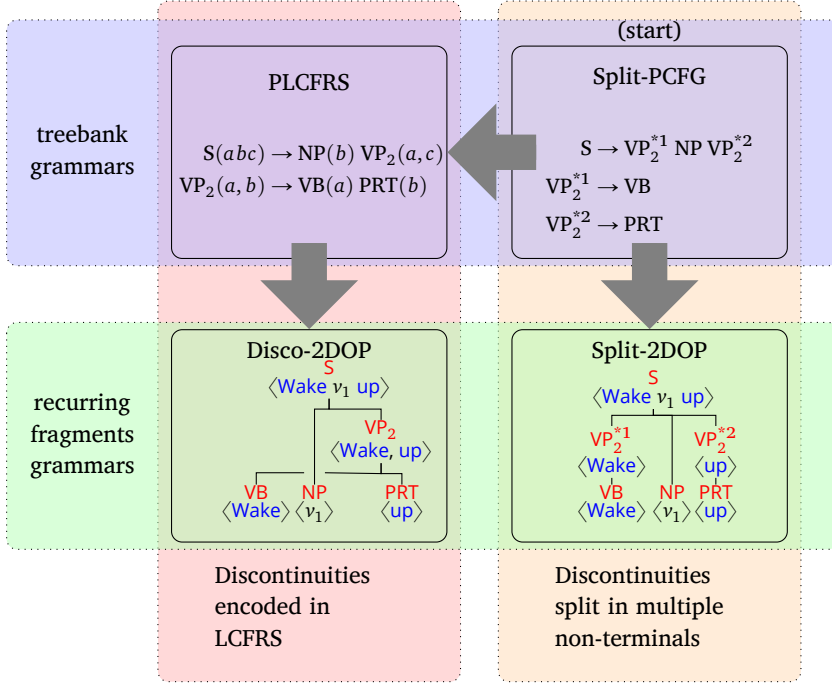 (start)
treebank
grammars
PLCFRS
S(abc) → NP(b) VP₂(a, c)
VP₂(a, b) → VB(a) PRT(b)
Split-PCFG
S → VP₂*¹ NP VP₂*²
VP₂*¹ → VB
VP₂*² → PRT
recurring
fragments
grammars
Disco-2DOP
S
⟨Wake v₁ up⟩
VP₂
⟨Wake, up⟩
VB NP PRT
⟨Wake⟩ ⟨v₁⟩ ⟨up⟩
Split-2DOP
S
⟨Wake v₁ up⟩
VP₂*¹ VP₂*²
⟨Wake⟩ ⟨up⟩
VB NP PRT
⟨Wake⟩ ⟨v₁⟩ ⟨up⟩
Discontinuities
encoded in
LCFRS
Discontinuities
split in multiple
non-terminals